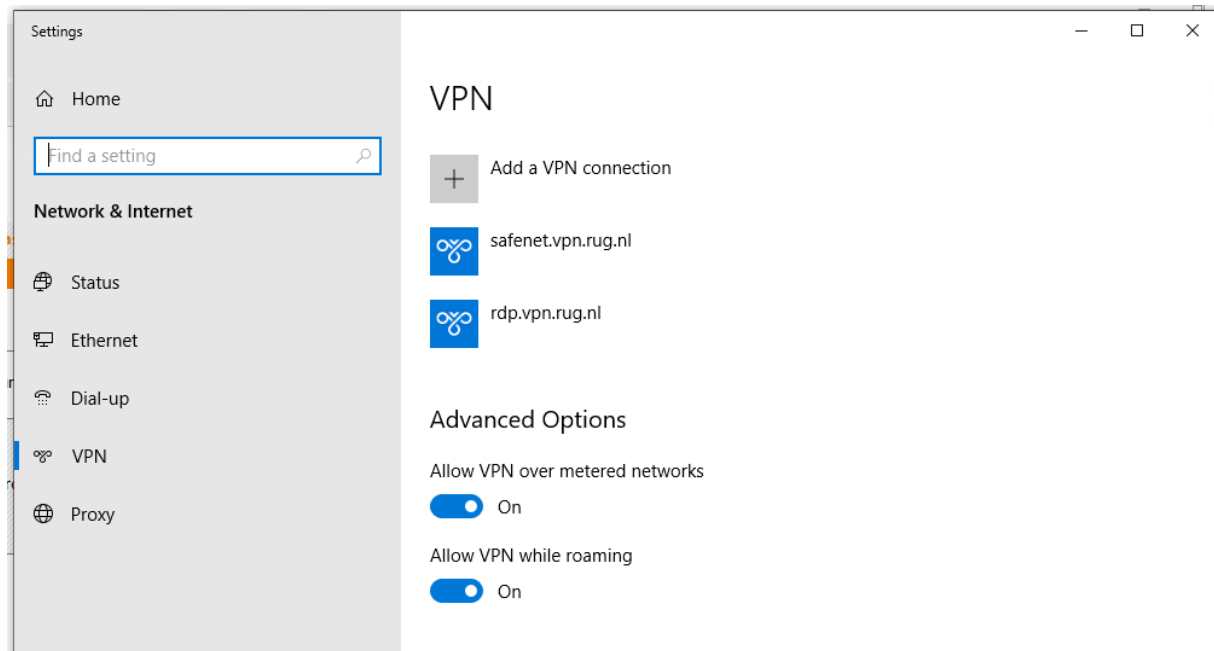 Settings
Home
Find a setting
Network & Internet
Status
Ethernet
Dial-up
VPN
Proxy
VPN
Add a VPN connection
safenet.vpn.rug.nl
rdp.vpn.rug.nl
Advanced Options
Allow VPN over metered networks
On
Allow VPN while roaming
On